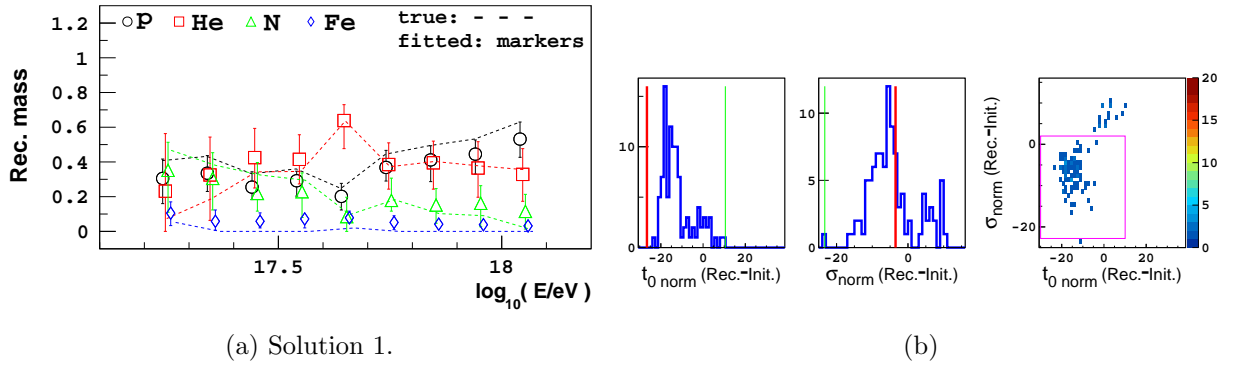 p He N Fe
true: - - -
fitted: markers
1.2
1
0.8
0.6
0.4
0.2
0
Rec. mass
17.5 18
log10( E/eV )
(a) Solution 1.
10
0
−20 0 20
t0 norm (Rec.-Init.)
10
5
0
−20 0
σnorm (Rec.-Init.)
0
−20
σnorm (Rec.-Init.)
−20 0 20
t0 norm (Rec.-Init.)
20
15
10
5
0
(b)